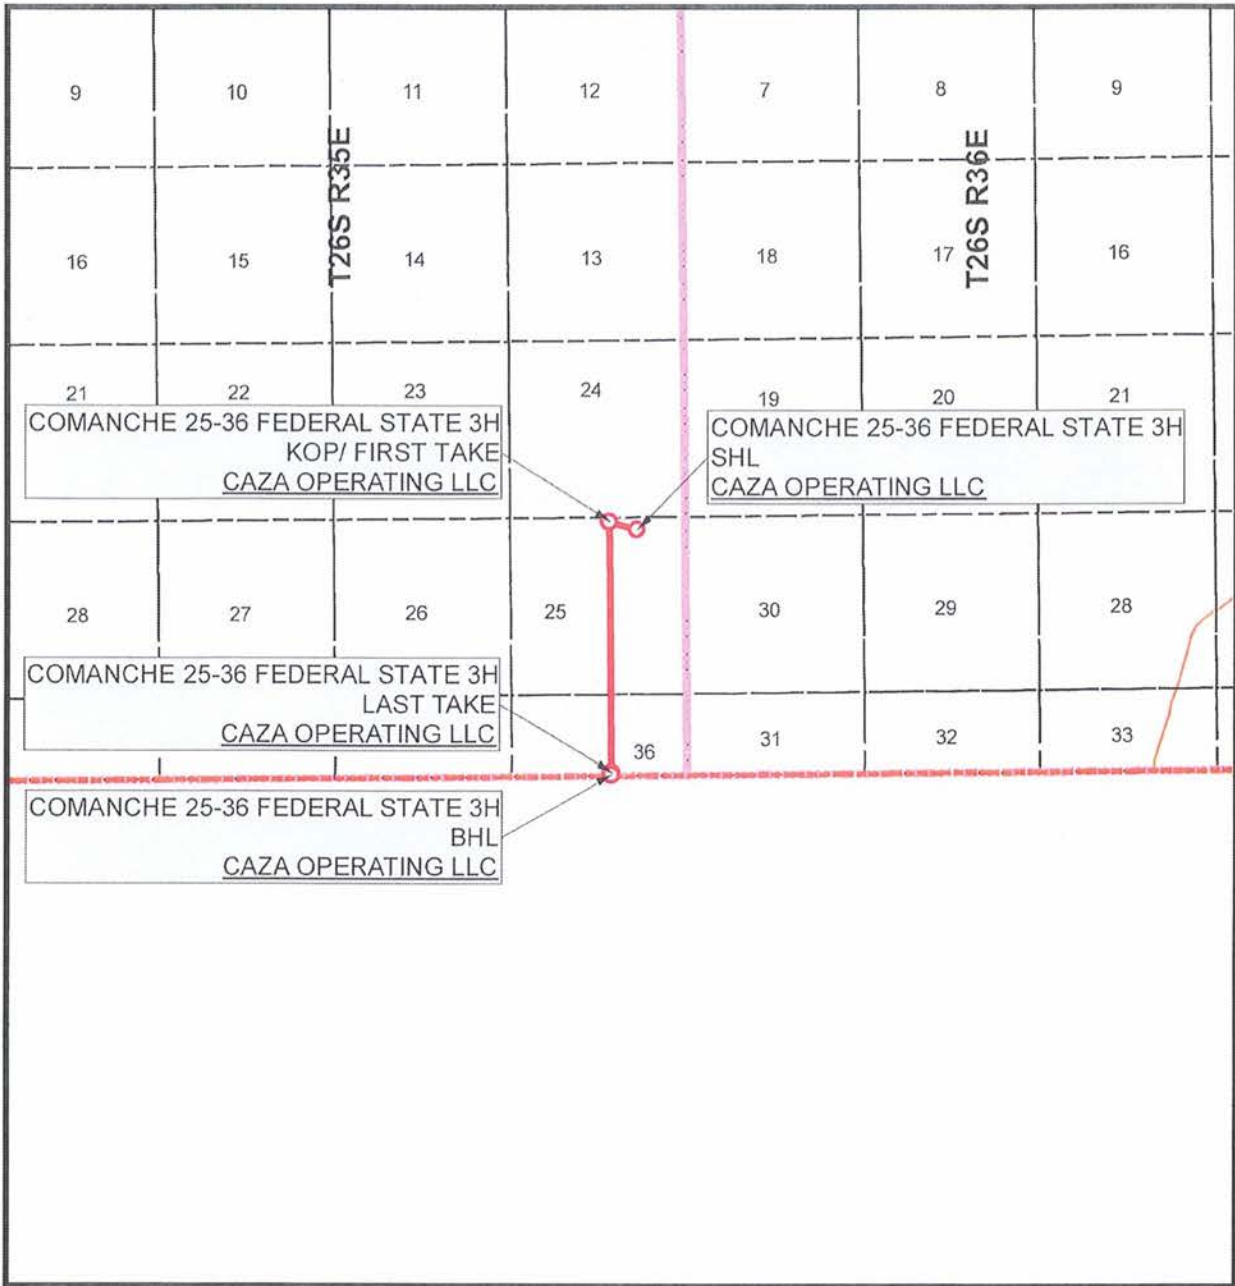 9 10 11 12 7 8 9
T26S R35E
T26S R36E
16 15 14 13 18 17 16
21 22 23 24 19 20 21
COMANCHE 25-36 FEDERAL STATE 3H
KOP/ FIRST TAKE
CAZA OPERATING LLC
COMANCHE 25-36 FEDERAL STATE 3H
SHL
CAZA OPERATING LLC
28 27 26 25 30 29 28
COMANCHE 25-36 FEDERAL STATE 3H
LAST TAKE
CAZA OPERATING LLC
36 31 32 33
COMANCHE 25-36 FEDERAL STATE 3H
BHL
CAZA OPERATING LLC